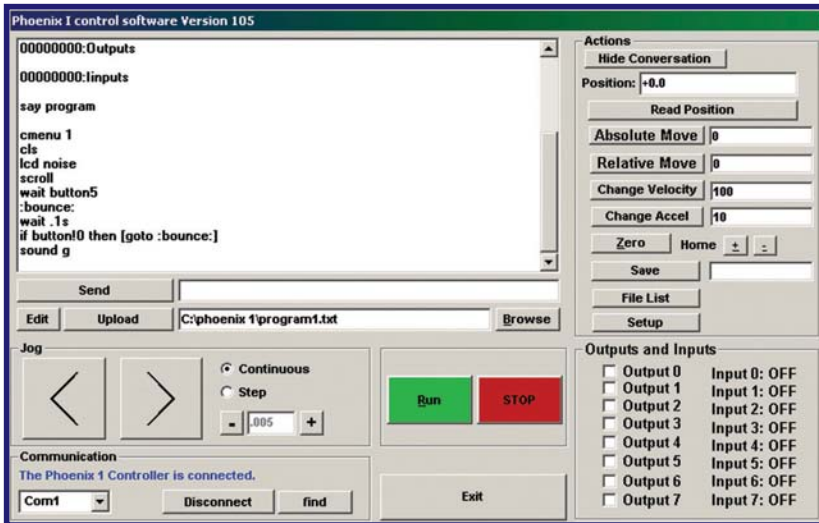 Phoenix I control software Version 105
00000000:Outputs
00000000:Iinputs
say program
cmenu 1
cls
lcd noise
scroll
wait button5
:bounce:
wait .1s
if button!0 then [goto :bounce:]
sound g
Send
Edit Upload C:\phoenix 1\program1.txt Browse
Actions
Hide Conversation
Position: +0.0
Read Position
Absolute Move 0
Relative Move 0
Change Velocity 100
Change Accel 10
Zero Home + -
Save
File List
Setup
Jog
< >
Continuous
Step
- .005 +
Run STOP
Communication
The Phoenix 1 Controller is connected.
Com1 Disconnect find
Exit
Outputs and Inputs
Output 0 Input 0: OFF
Output 1 Input 1: OFF
Output 2 Input 2: OFF
Output 3 Input 3: OFF
Output 4 Input 4: OFF
Output 5 Input 5: OFF
Output 6 Input 6: OFF
Output 7 Input 7: OFF